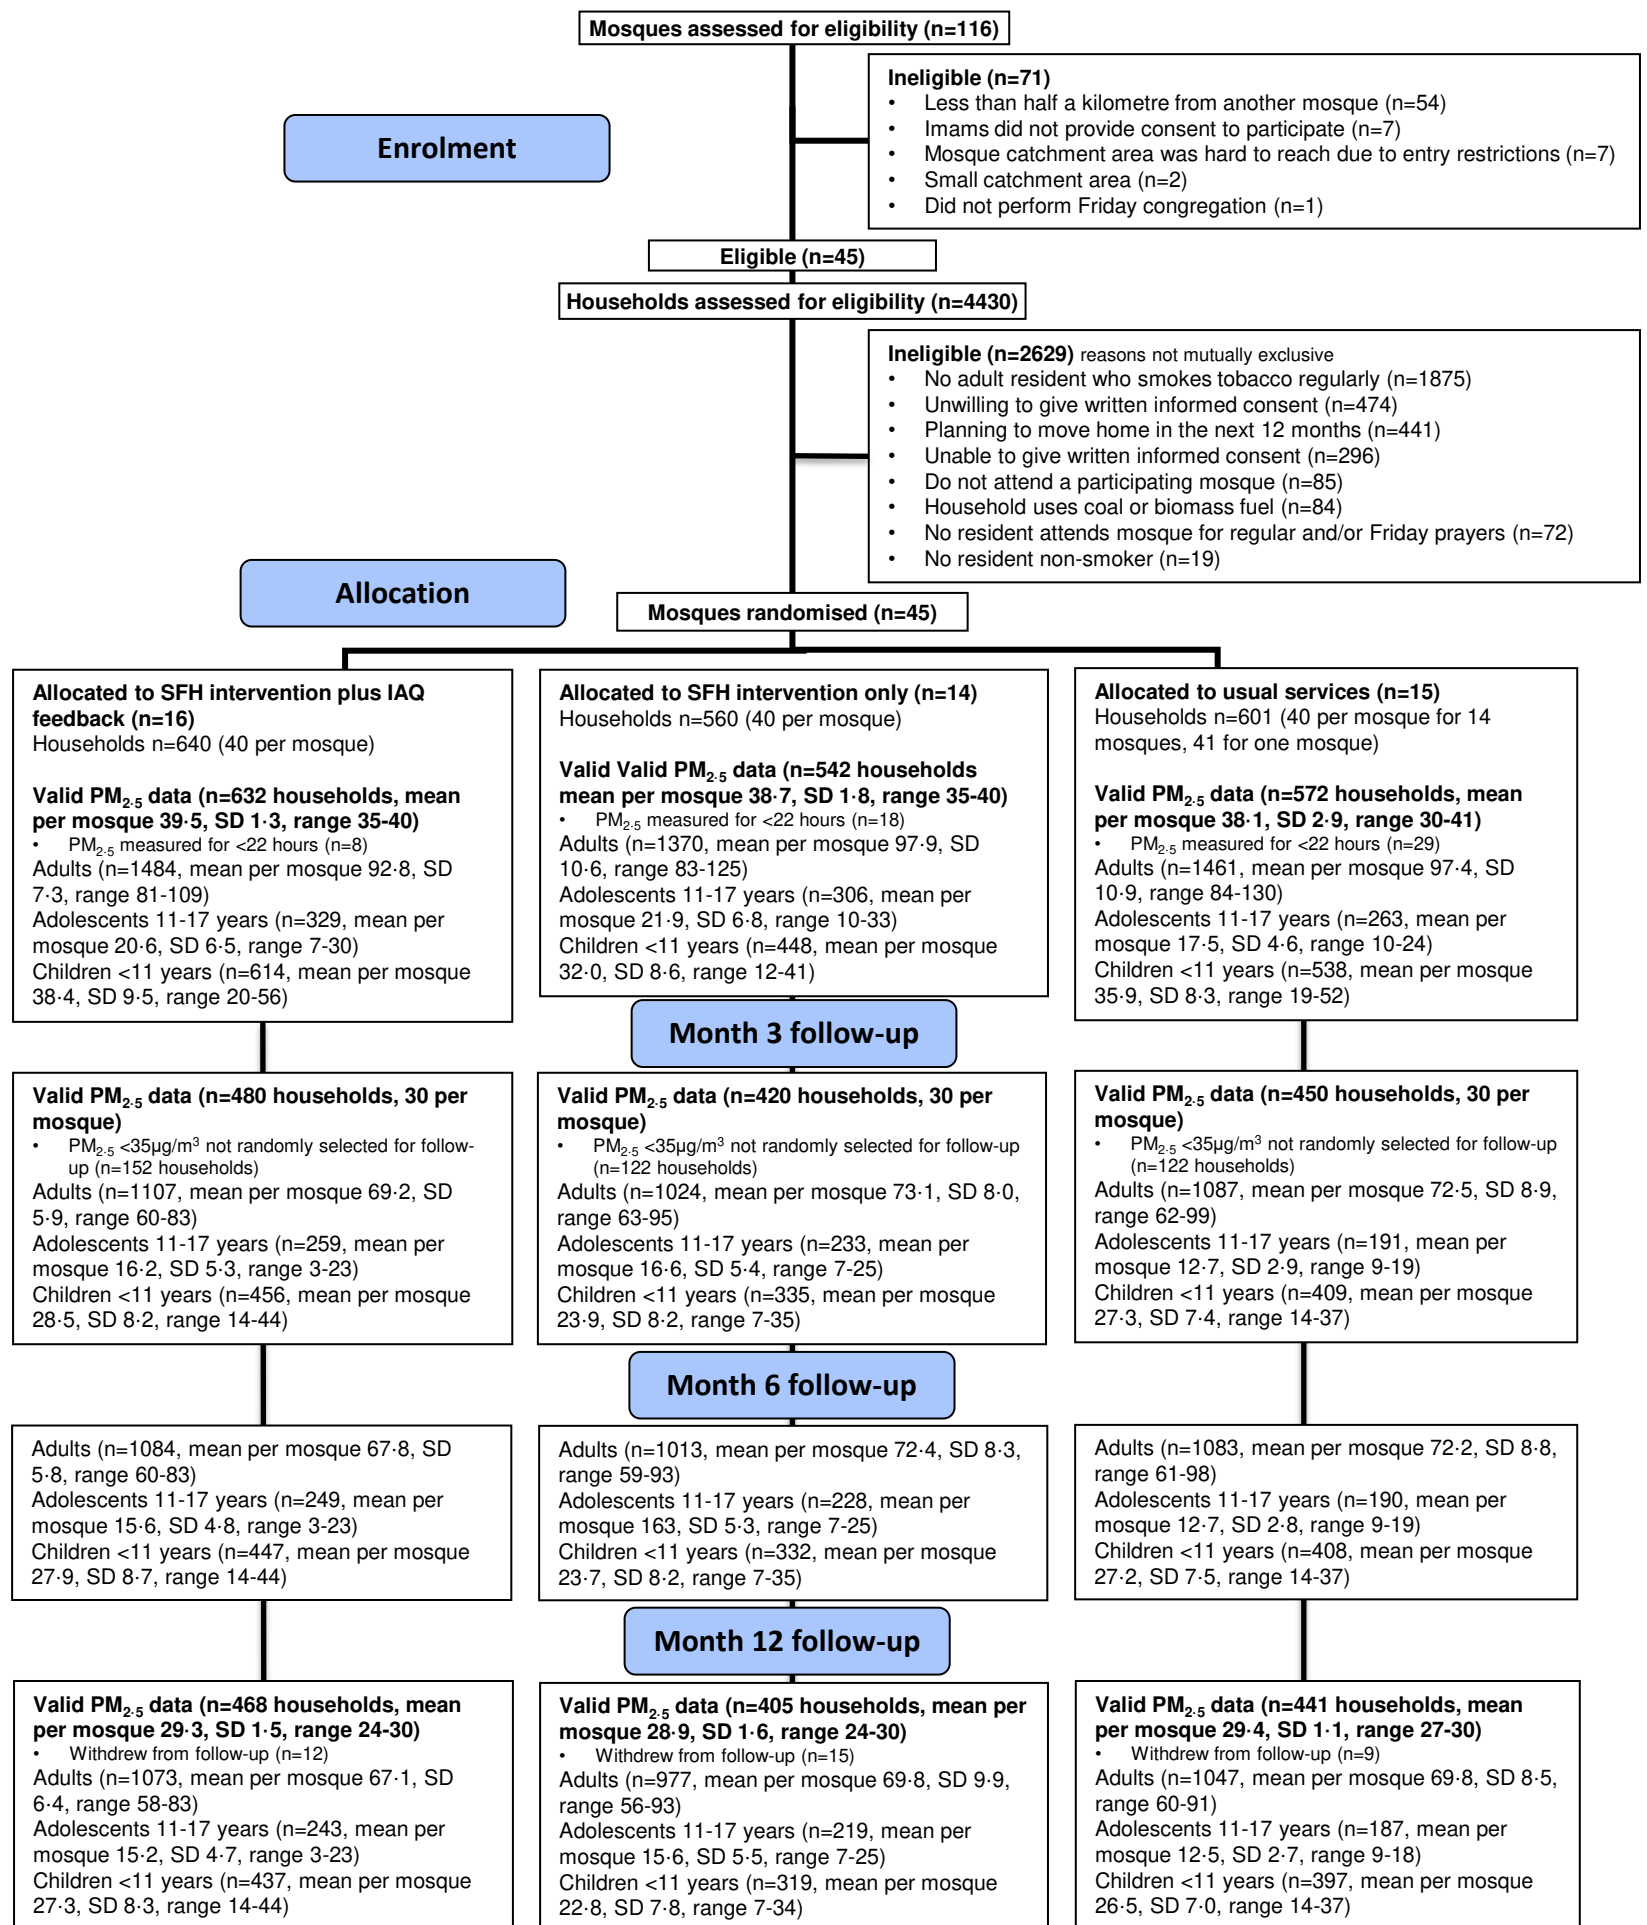 Mosques assessed for eligibility (n=116)
Ineligible (n=71)
• Less than half a kilometre from another mosque (n=54)
• Imams did not provide consent to participate (n=7)
• Mosque catchment area was hard to reach due to entry restrictions (n=7)
• Small catchment area (n=2)
• Did not perform Friday congregation (n=1)
Enrolment
Eligible (n=45)
Households assessed for eligibility (n=4430)
Ineligible (n=2629) reasons not mutually exclusive
• No adult resident who smokes tobacco regularly (n=1875)
• Unwilling to give written informed consent (n=474)
• Planning to move home in the next 12 months (n=441)
• Unable to give written informed consent (n=296)
• Do not attend a participating mosque (n=85)
• Household uses coal or biomass fuel (n=84)
• No resident attends mosque for regular and/or Friday prayers (n=72)
• No resident non-smoker (n=19)
Allocation
Mosques randomised (n=45)
Allocated to SFH intervention plus IAQ
feedback (n=16)
Households n=640 (40 per mosque)
Valid PM2·5 data (n=632 households, mean
per mosque 39·5, SD 1·3, range 35-40)
• PM2·5 measured for <22 hours (n=8)
Adults (n=1484, mean per mosque 92·8, SD
7·3, range 81-109)
Adolescents 11-17 years (n=329, mean per
mosque 20·6, SD 6·5, range 7-30)
Children <11 years (n=614, mean per mosque
38·4, SD 9·5, range 20-56)
Allocated to SFH intervention only (n=14)
Households n=560 (40 per mosque)
Valid Valid PM2·5 data (n=542 households
mean per mosque 38·7, SD 1·8, range 35-40)
• PM2·5 measured for <22 hours (n=18)
Adults (n=1370, mean per mosque 97·9, SD
10·6, range 83-125)
Adolescents 11-17 years (n=306, mean per
mosque 21·9, SD 6·8, range 10-33)
Children <11 years (n=448, mean per mosque
32·0, SD 8·6, range 12-41)
Allocated to usual services (n=15)
Households n=601 (40 per mosque for 14
mosques, 41 for one mosque)
Valid PM2·5 data (n=572 households, mean
per mosque 38·1, SD 2·9, range 30-41)
• PM2·5 measured for <22 hours (n=29)
Adults (n=1461, mean per mosque 97·4, SD
10·9, range 84-130)
Adolescents 11-17 years (n=263, mean per
mosque 17·5, SD 4·6, range 10-24)
Children <11 years (n=538, mean per mosque
35·9, SD 8·3, range 19-52)
Month 3 follow-up
Valid PM2·5 data (n=480 households, 30 per
mosque)
• PM2·5 <35µg/m³ not randomly selected for follow-
up (n=152 households)
Adults (n=1107, mean per mosque 69·2, SD
5·9, range 60-83)
Adolescents 11-17 years (n=259, mean per
mosque 16·2, SD 5·3, range 3-23)
Children <11 years (n=456, mean per mosque
28·5, SD 8·2, range 14-44)
Valid PM2·5 data (n=420 households, 30 per
mosque)
• PM2·5 <35µg/m³ not randomly selected for follow-up
(n=122 households)
Adults (n=1024, mean per mosque 73·1, SD 8·0,
range 63-95)
Adolescents 11-17 years (n=233, mean per
mosque 16·6, SD 5·4, range 7-25)
Children <11 years (n=335, mean per mosque
23·9, SD 8·2, range 7-35)
Valid PM2·5 data (n=450 households, 30 per
mosque)
• PM2·5 <35µg/m³ not randomly selected for follow-up
(n=122 households)
Adults (n=1087, mean per mosque 72·5, SD 8·9,
range 62-99)
Adolescents 11-17 years (n=191, mean per
mosque 12·7, SD 2·9, range 9-19)
Children <11 years (n=409, mean per mosque
27·3, SD 7·4, range 14-37)
Month 6 follow-up
Adults (n=1084, mean per mosque 67·8, SD
5·8, range 60-83)
Adolescents 11-17 years (n=249, mean per
mosque 15·6, SD 4·8, range 3-23)
Children <11 years (n=447, mean per mosque
27·9, SD 8·7, range 14-44)
Adults (n=1013, mean per mosque 72·4, SD 8·3,
range 59-93)
Adolescents 11-17 years (n=228, mean per
mosque 163, SD 5·3, range 7-25)
Children <11 years (n=332, mean per mosque
23·7, SD 8·2, range 7-35)
Adults (n=1083, mean per mosque 72·2, SD 8·8,
range 61-98)
Adolescents 11-17 years (n=190, mean per
mosque 12·7, SD 2·8, range 9-19)
Children <11 years (n=408, mean per mosque
27·2, SD 7·5, range 14-37)
Month 12 follow-up
Valid PM2·5 data (n=468 households, mean
per mosque 29·3, SD 1·5, range 24-30)
• Withdrew from follow-up (n=12)
Adults (n=1073, mean per mosque 67·1, SD
6·4, range 58-83)
Adolescents 11-17 years (n=243, mean per
mosque 15·2, SD 4·7, range 3-23)
Children <11 years (n=437, mean per mosque
27·3, SD 8·3, range 14-44)
Valid PM2·5 data (n=405 households, mean per
mosque 28·9, SD 1·6, range 24-30)
• Withdrew from follow-up (n=15)
Adults (n=977, mean per mosque 69·8, SD 9·9,
range 56-93)
Adolescents 11-17 years (n=219, mean per
mosque 15·6, SD 5·5, range 7-25)
Children <11 years (n=319, mean per mosque
22·8, SD 7·8, range 7-34)
Valid PM2·5 data (n=441 households, mean
per mosque 29·4, SD 1·1, range 27-30)
• Withdrew from follow-up (n=9)
Adults (n=1047, mean per mosque 69·8, SD 8·5,
range 60-91)
Adolescents 11-17 years (n=187, mean per
mosque 12·5, SD 2·7, range 9-18)
Children <11 years (n=397, mean per mosque
26·5, SD 7·0, range 14-37)